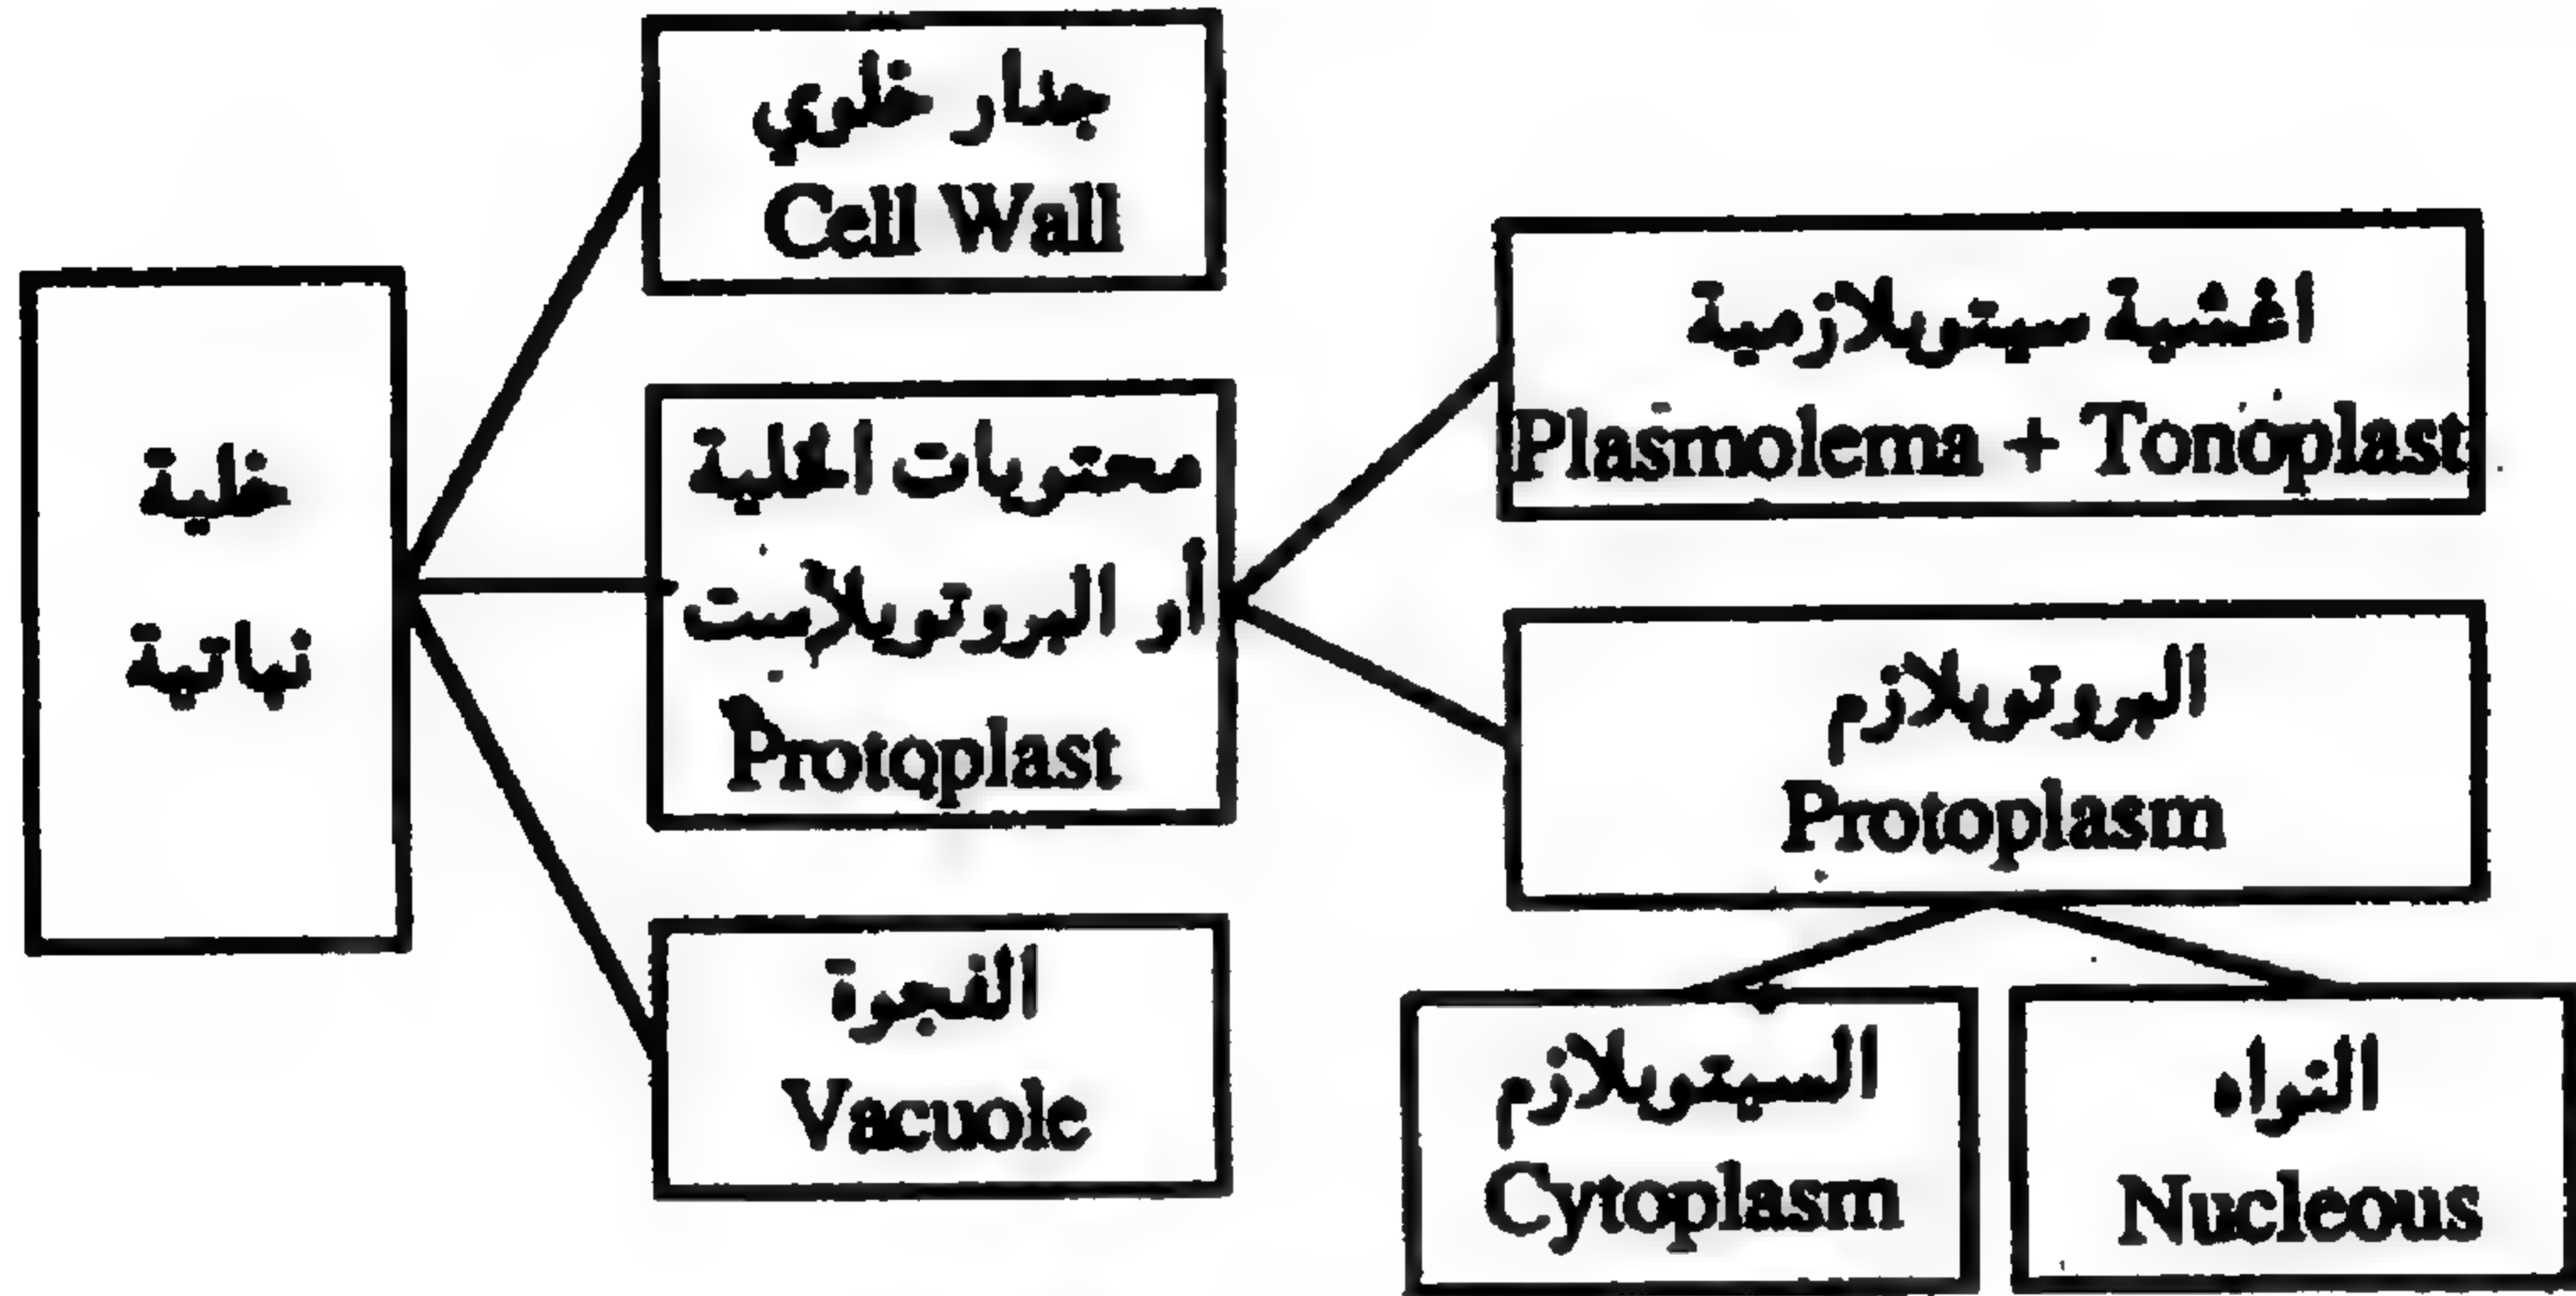 خلية
نباتية
جدار خلوي
Cell Wall
محتويات الخلية
أو البروتوبلاست
Protoplast
الفجوة
Vacuole
اغشية سيتوبلازمية
Plasmolema + Tonoplast
البروتوبلازم
Protoplasm
السيتوبلازم
Cytoplasm
النواه
Nucleous